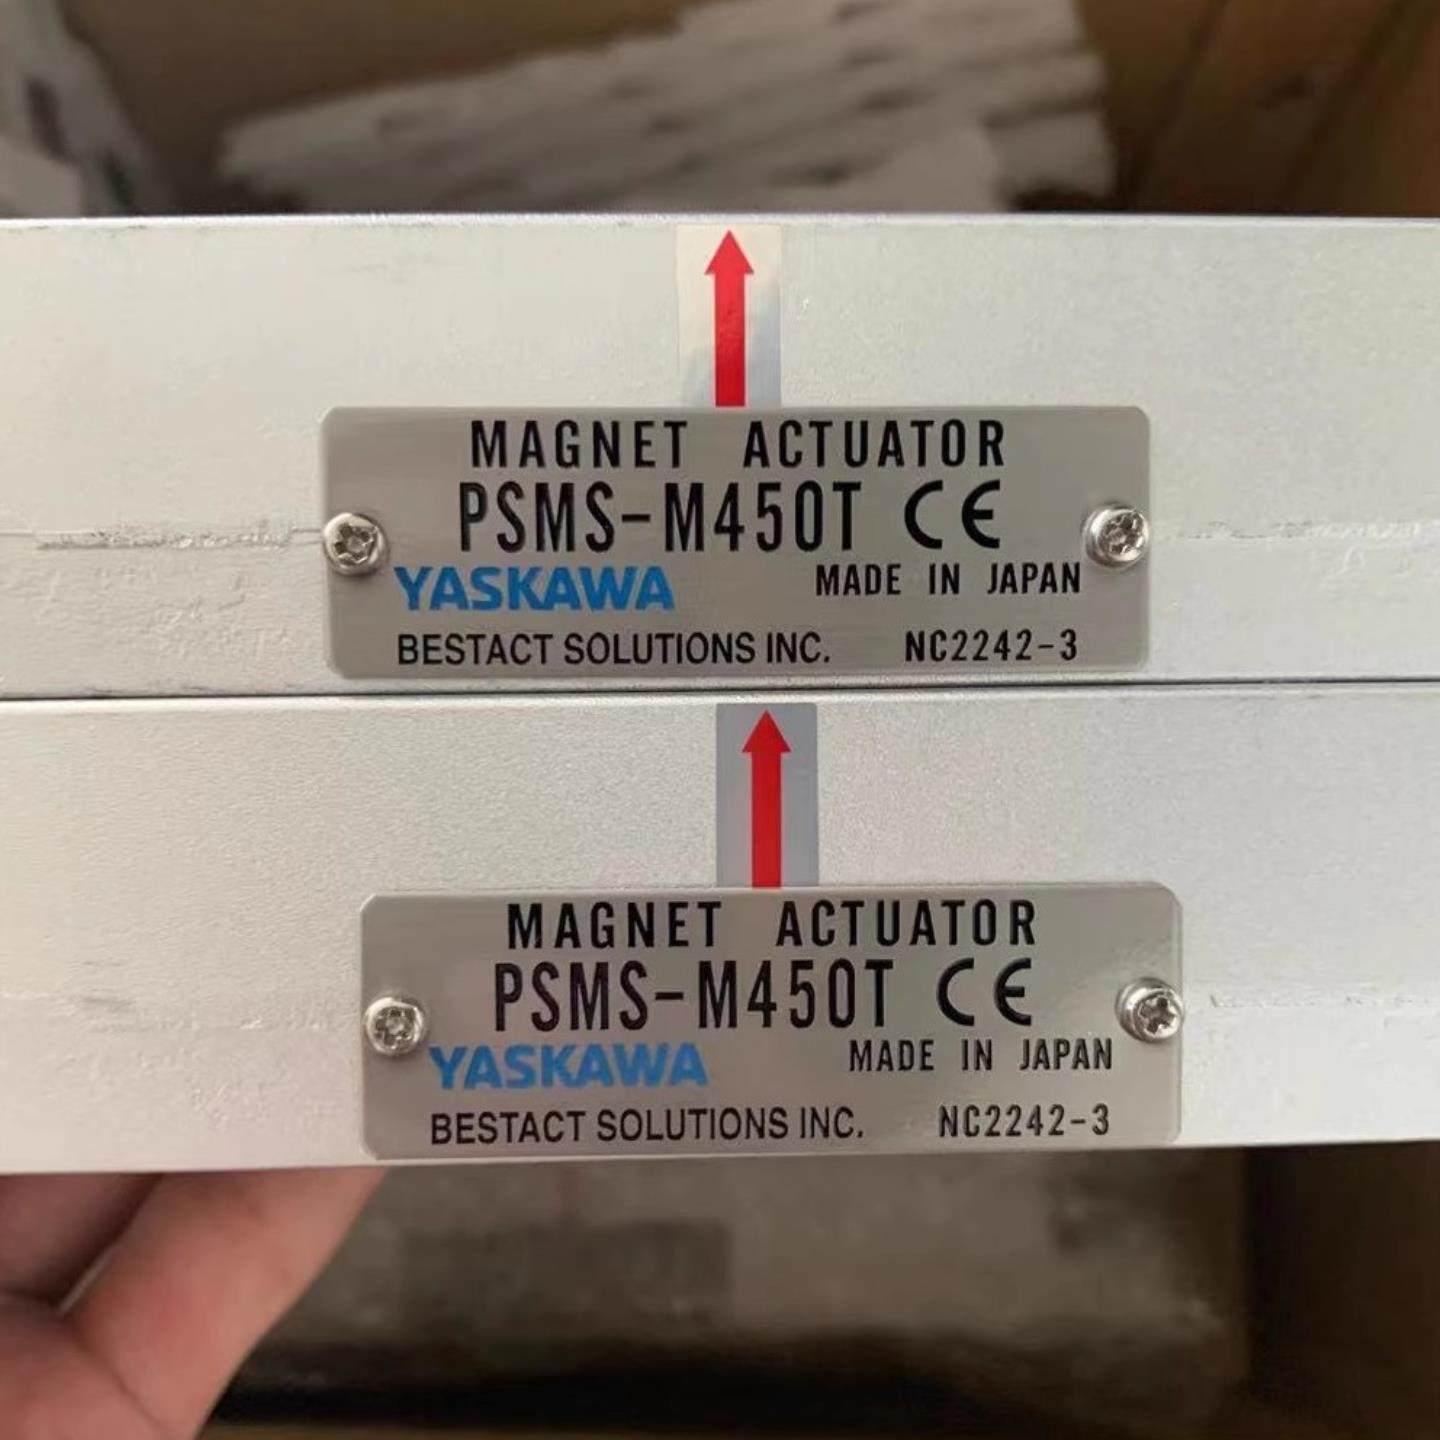 MAGNET ACTUATOR
PSMS-M450T CE
YASKAWA MADE IN JAPAN
BESTACT SOLUTIONS INC. NC2242-3
MAGNET ACTUATOR
PSMS-M450T CE
YASKAWA MADE IN JAPAN
BESTACT SOLUTIONS INC. NC2242-3